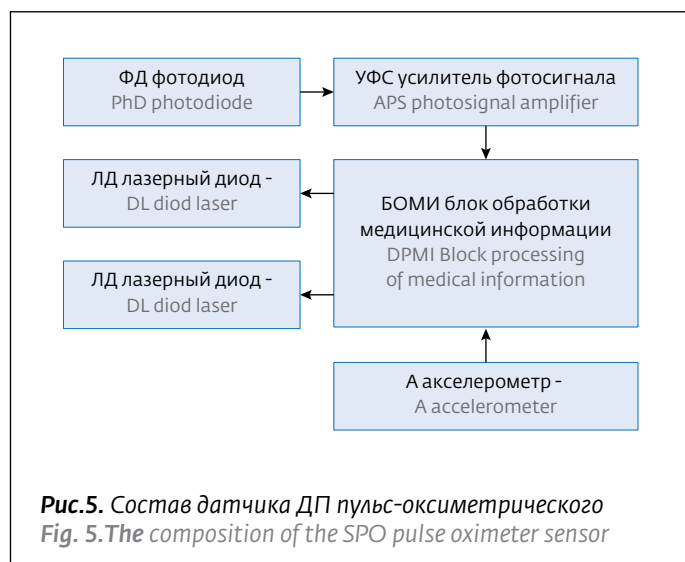 ФД фотодиод
PhD photodiode
УФС усилитель фотосигнала
APS photosignal amplifier
ЛД лазерный диод -
DL diod laser
БОМИ блок обработки
медицинской информации
DPMI Block processing
of medical information
ЛД лазерный диод -
DL diod laser
А акселерометр -
A accelerometer
Рис.5. Состав датчика ДП пульс-оксиметрического
Fig. 5.The composition of the SPO pulse oximeter sensor